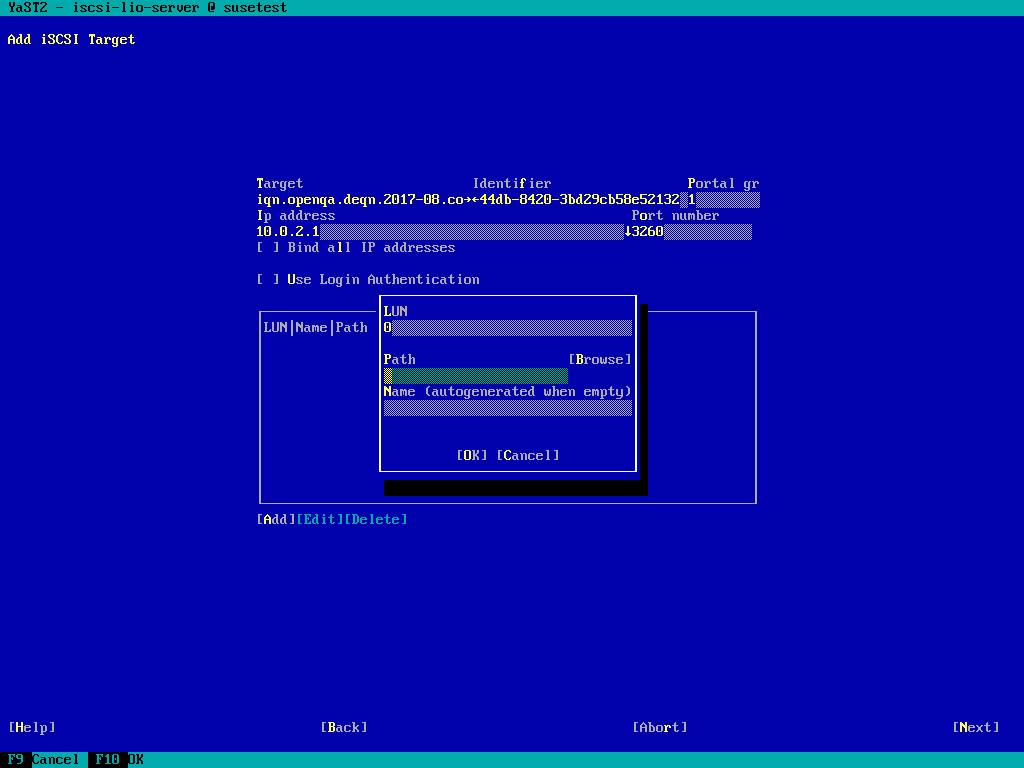 YaST2 - iscsi-lio-server @ susetest
Add iSCSI Target
Target Identifier Portal gr
iqn.openqa.deqn.2017-08.co→←44db-8420-3bd29cb58e52132 1
Ip address Port number
10.0.2.1 ↓3260
[ ] Bind all IP addresses
[ ] Use Login Authentication
LUN
LUN|Name|Path 0
Path [Browse]
Name (autogenerated when empty)
[OK] [Cancel]
[Add][Edit][Delete]
[Help] [Back] [Abort] [Next]
F9 Cancel F10 OK